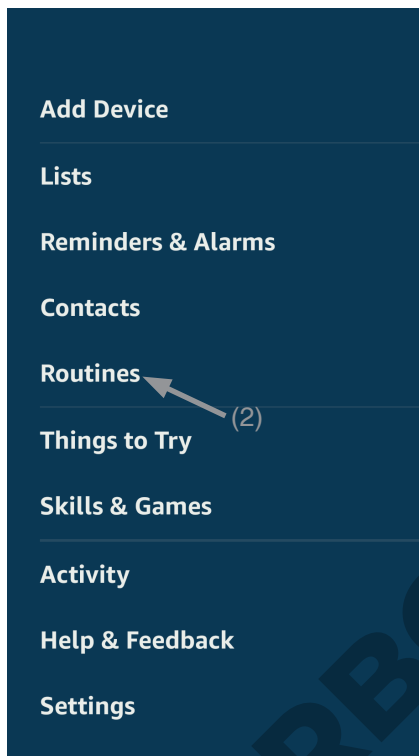 Add Device
Lists
Reminders & Alarms
Contacts
Routines
(2)
Things to Try
Skills & Games
Activity
Help & Feedback
Settings